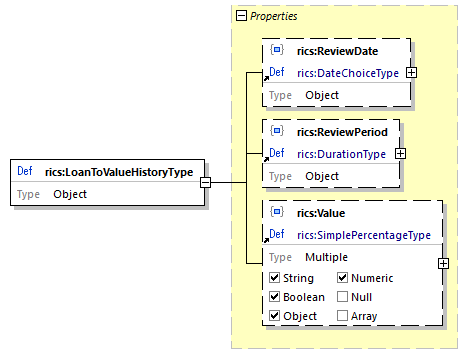 Properties
rics:ReviewDate
Def rics:DateChoiceType
Type Object
rics:ReviewPeriod
Def rics:DurationType
Type Object
Def rics:LoanToValueHistoryType
Type Object
rics:Value
Def rics:SimplePercentageType
Type Multiple
String Numeric
Boolean Null
Object Array